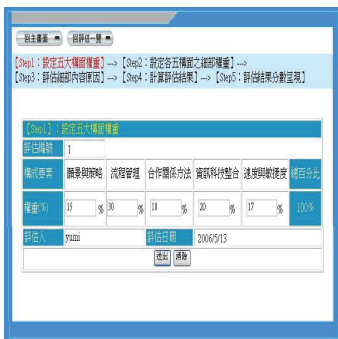 回主畫面 回評估一覽
【Step1：設定五大構面權重】--> 【Step2：設定各五構面之細部權重】-->
【Step3：評估細部內容原因】--> 【Step4：計算評估結果】--> 【Step5：評估結果分數呈現】
【Step1】：設定五大構面權重
評估編號 1
構成要素 願景與策略 流程管理 合作關係方法 資訊科技整合 速度與敏捷度 總百分比
權重(%) 15 % 30 % 18 % 20 % 17 % 100%
評估人 yumi 評估日期 2006/5/13
送出 清除